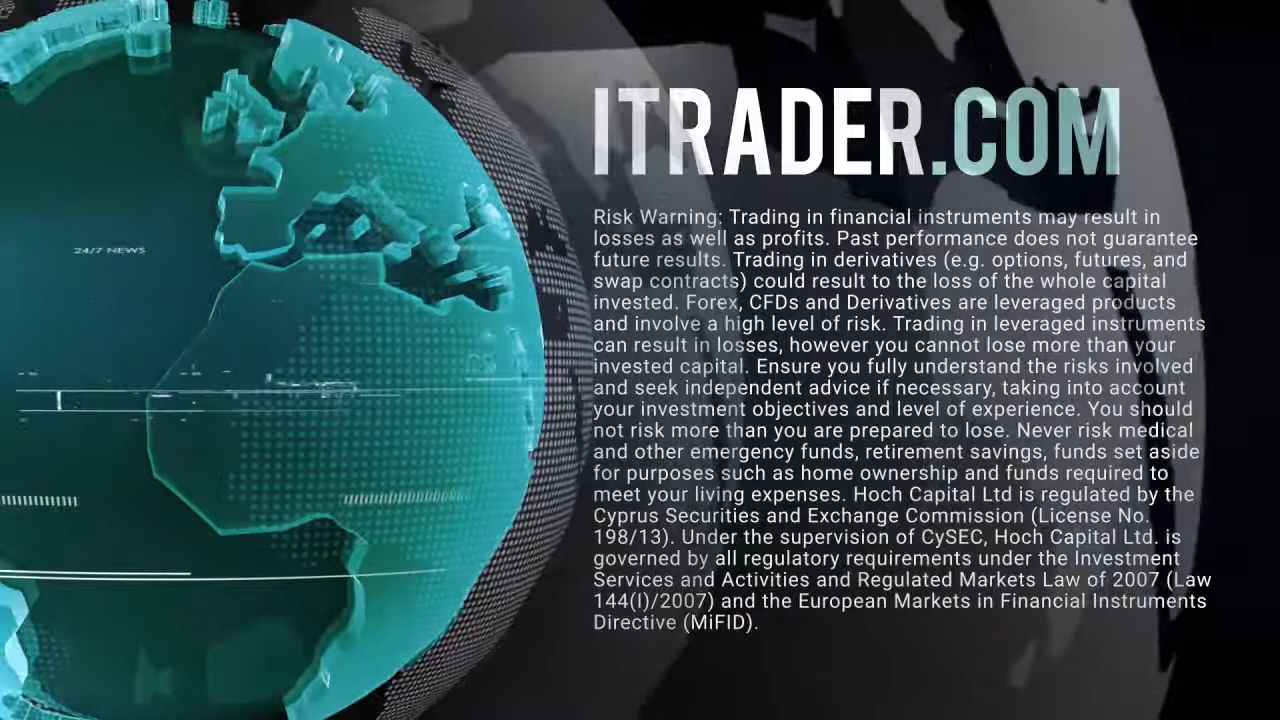 24/7 NEWS
ITRADER.COM
Risk Warning: Trading in financial instruments may result in
losses as well as profits. Past performance does not guarantee
future results. Trading in derivatives (e.g. options, futures, and
swap contracts) could result to the loss of the whole capital
invested. Forex, CFDs and Derivatives are leveraged products
and involve a high level of risk. Trading in leveraged instruments
can result in losses, however you cannot lose more than your
invested capital. Ensure you fully understand the risks involved
and seek independent advice if necessary, taking into account
your investment objectives and level of experience. You should
not risk more than you are prepared to lose. Never risk medical
and other emergency funds, retirement savings, funds set aside
for purposes such as home ownership and funds required to
meet your living expenses. Hoch Capital Ltd is regulated by the
Cyprus Securities and Exchange Commission (License No.
198/13). Under the supervision of CySEC, Hoch Capital Ltd. is
governed by all regulatory requirements under the Investment
Services and Activities and Regulated Markets Law of 2007 (Law
144(I)/2007) and the European Markets in Financial Instruments
Directive (MiFID).